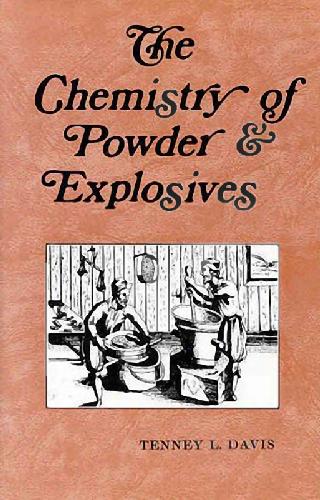 The
Chemistry of
Powder &
Explosives
TENNEY L. DAVIS